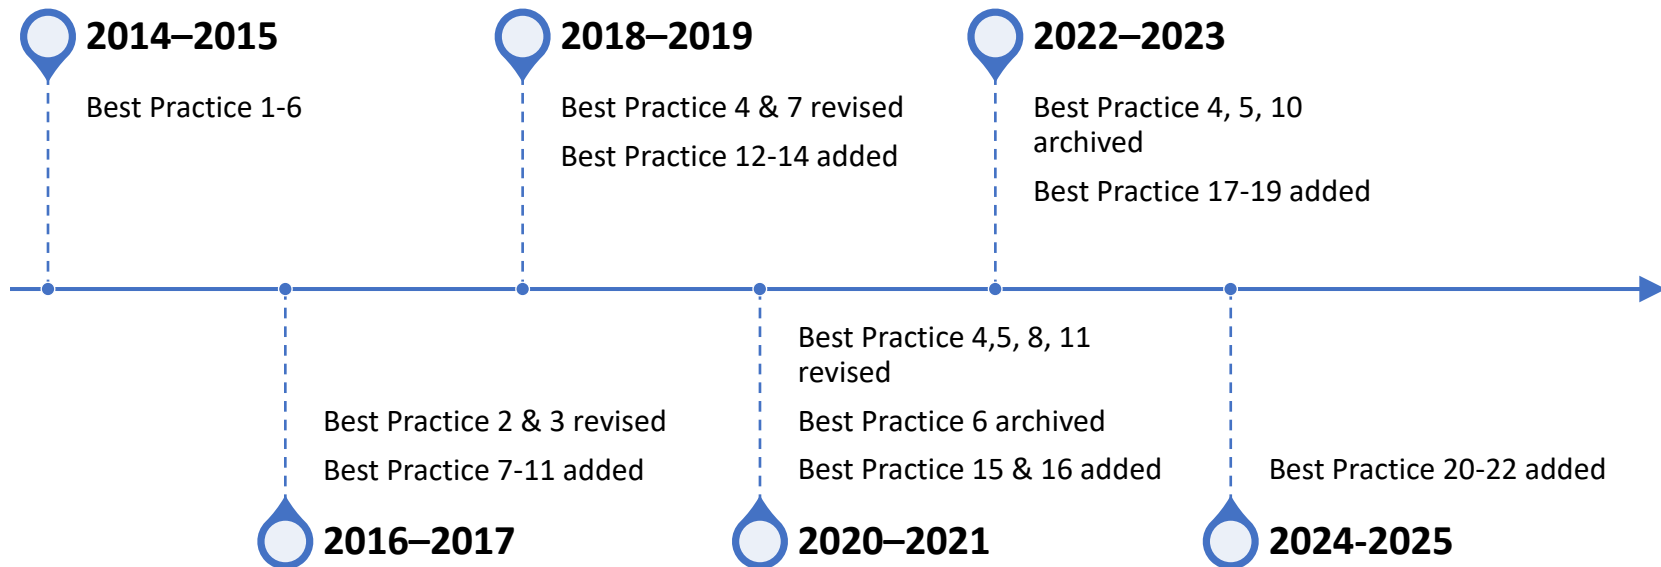 2014–2015
Best Practice 1-6
2016–2017
Best Practice 2 & 3 revised
Best Practice 7-11 added
2018–2019
Best Practice 4 & 7 revised
Best Practice 12-14 added
2020–2021
Best Practice 4,5, 8, 11
revised
Best Practice 6 archived
Best Practice 15 & 16 added
2022–2023
Best Practice 4, 5, 10
archived
Best Practice 17-19 added
2024-2025
Best Practice 20-22 added